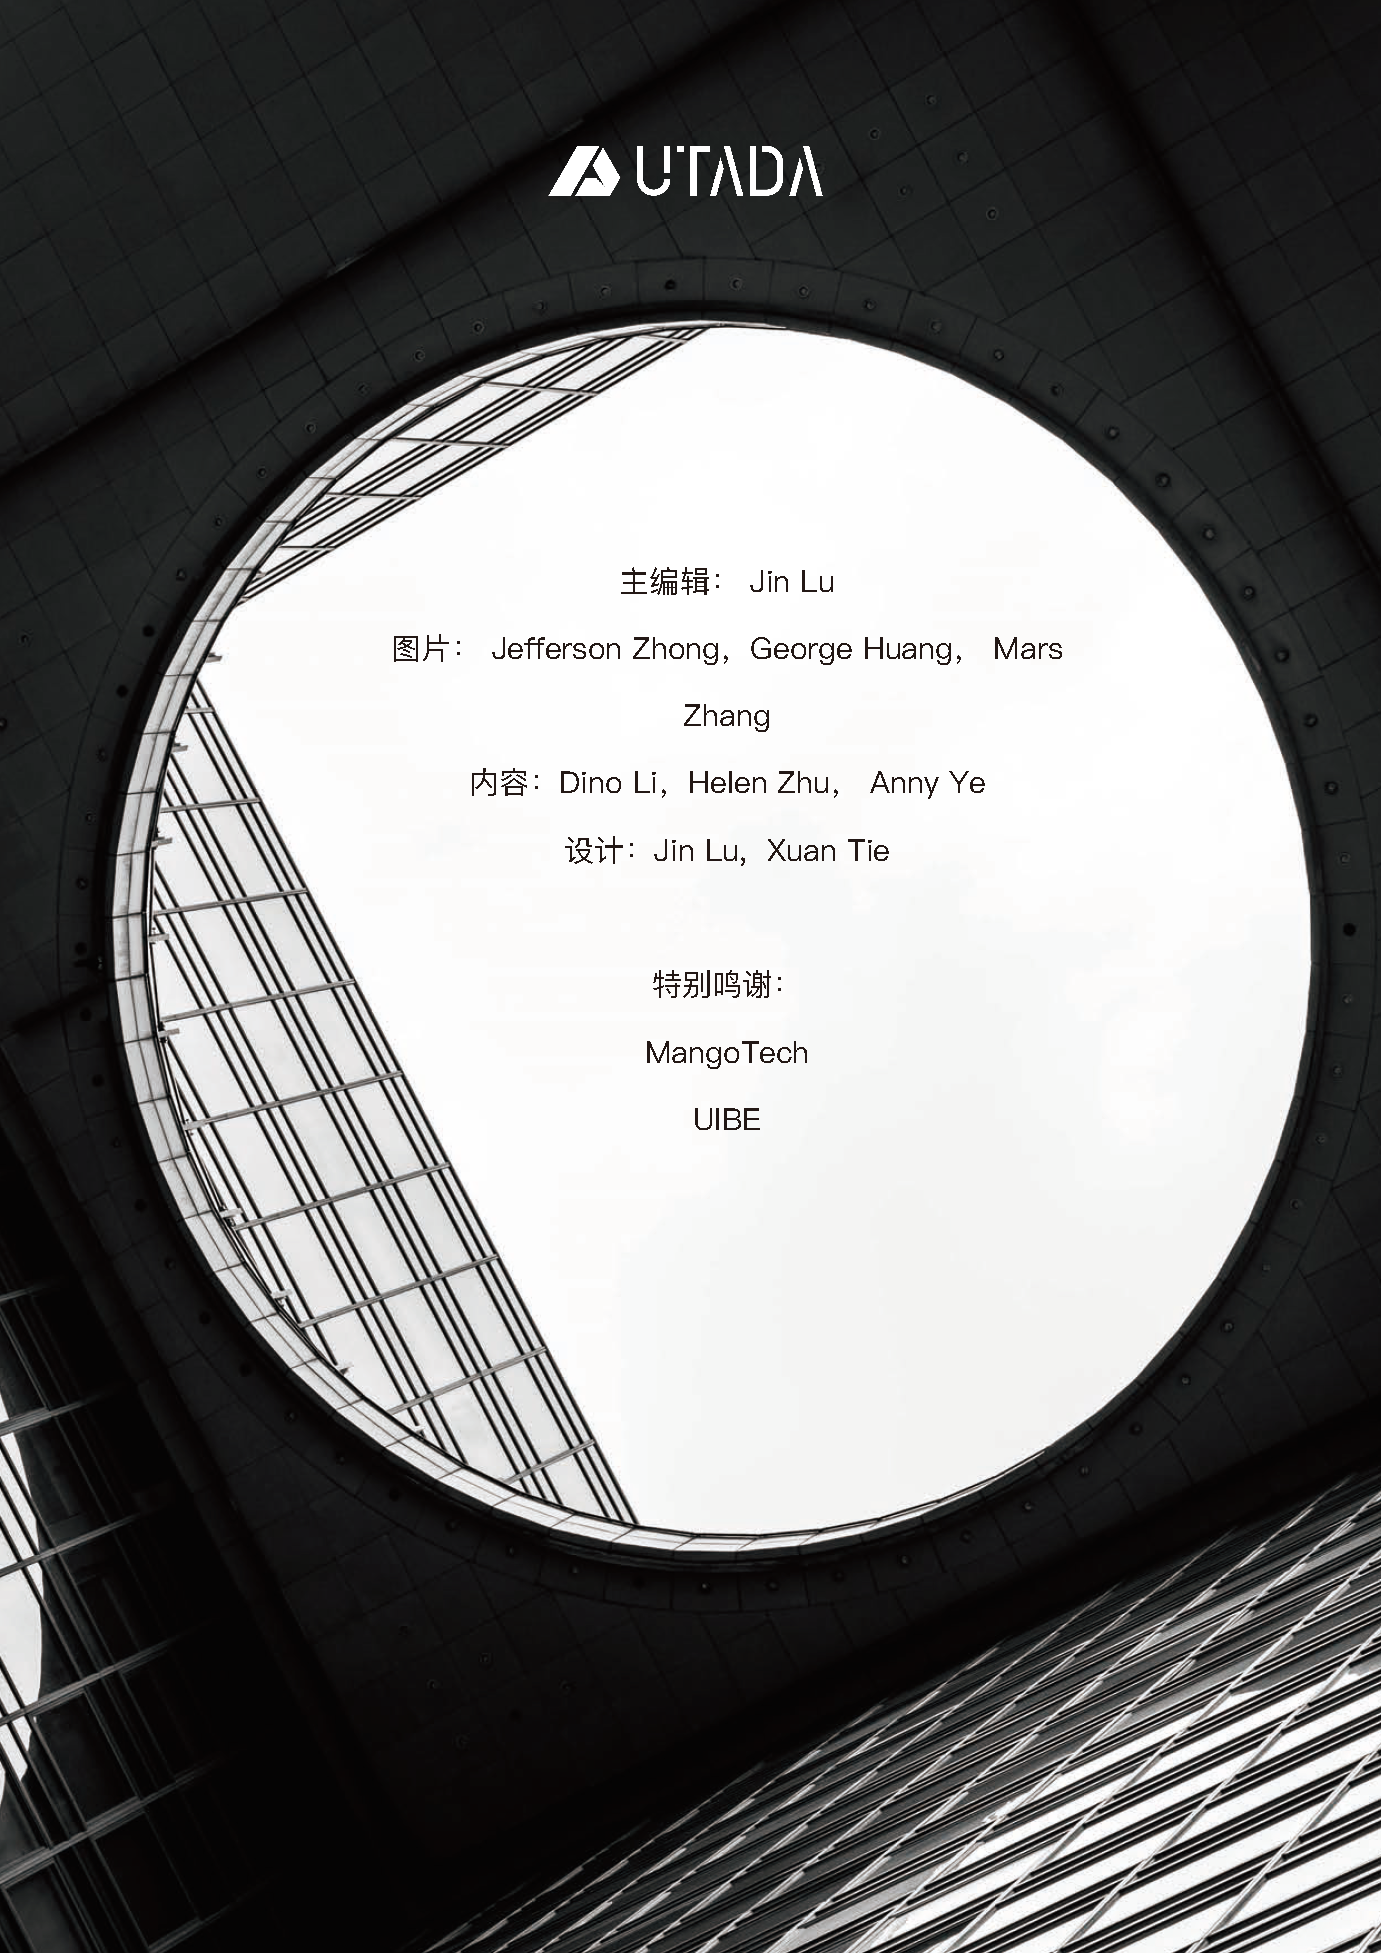 UTADA
主编辑： Jin Lu
图片： Jefferson Zhong，George Huang， Mars
Zhang
内容：Dino Li，Helen Zhu， Anny Ye
设计：Jin Lu，Xuan Tie
特别鸣谢：
MangoTech
UIBE